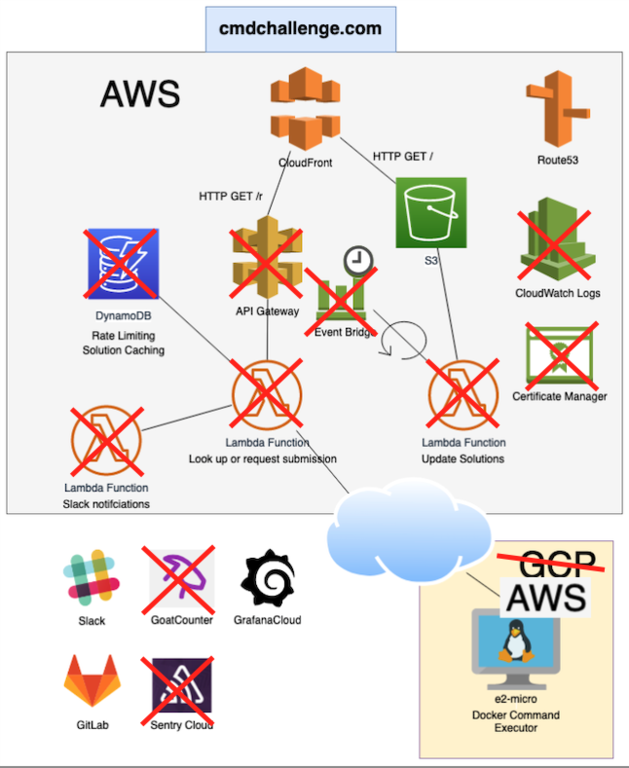 cmdchallenge.com
AWS
CloudFront
Route53
HTTP GET /
HTTP GET /r
S3
DynamoDB
Rate Limiting
Solution Caching
API Gateway
Event Bridge
CloudWatch Logs
Certificate Manager
Lambda Function
Look up or request submission
Lambda Function
Update Solutions
Lambda Function
Slack notifciations
Slack
GoatCounter
GrafanaCloud
GitLab
Sentry Cloud
GCP
AWS
e2-micro
Docker Command
Executor